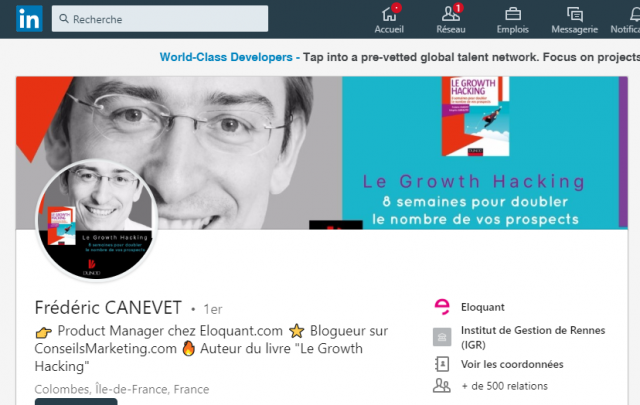 in
Recherche
1
Accueil
Réseau
Emplois
Messagerie
Notifica
World-Class Developers - Tap into a pre-vetted global talent network. Focus on projects
LE GROWTH
HACKING
Le Growth Hacking
8 semaines pour doubler
le nombre de vos prospects
LE GROWTH
HACKING
Le Growth Hacking
8 semaines pour doubler
le nombre de vos prospects
DUNOD
Frédéric CANEVET • 1er
👉 Product Manager chez Eloquant.com ⭐ Blogueur sur
ConseilsMarketing.com 🔥 Auteur du livre "Le Growth
Hacking"
Colombes, Île-de-France, France
Eloquant
Institut de Gestion de Rennes
(IGR)
Voir les coordonnées
+ de 500 relations